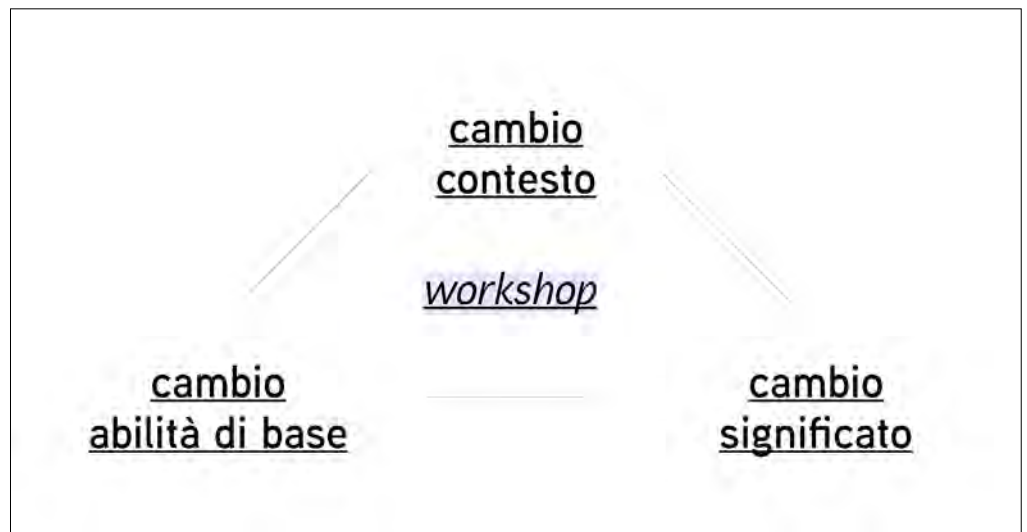 cambio
contesto
workshop
cambio
abilità di base
cambio
significato